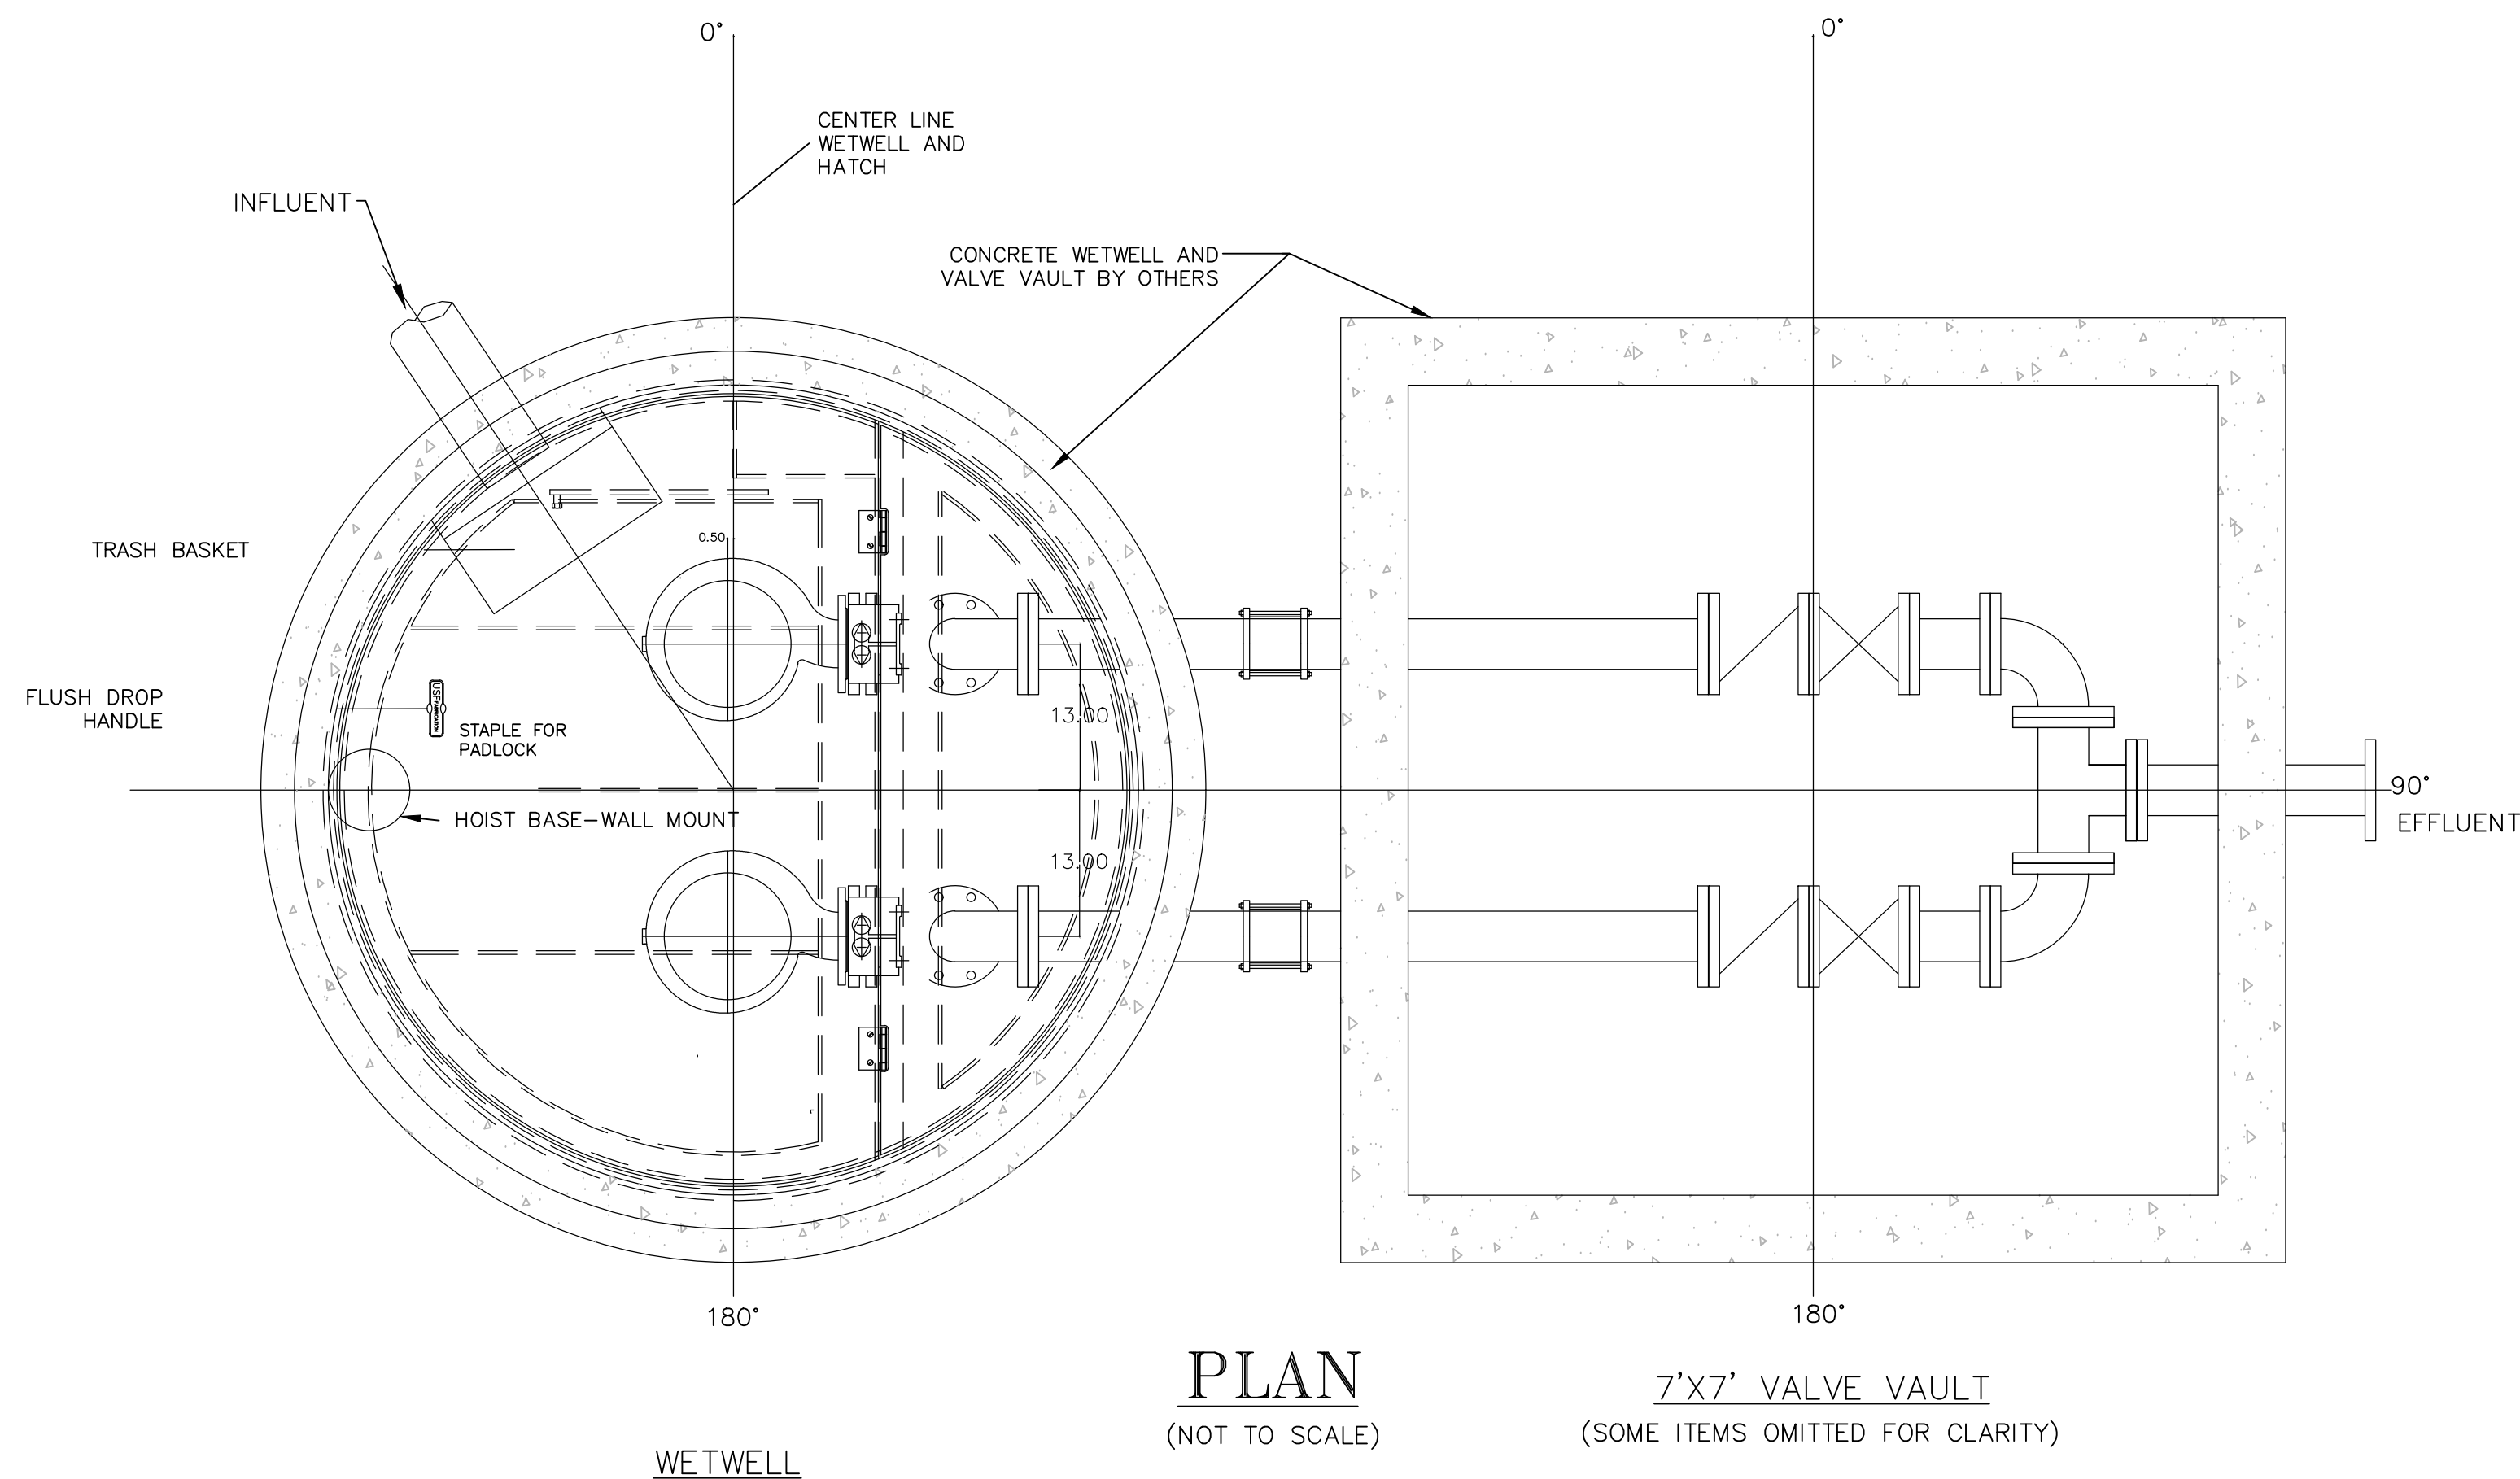 0°
0°
CENTER LINE
WETWELL AND
HATCH
INFLUENT
CONCRETE WETWELL AND
VALVE VAULT BY OTHERS
0.50
TRASH BASKET
FLUSH DROP
HANDLE
USF FABRICATION
STAPLE FOR
PADLOCK
13.00
HOIST BASE-WALL MOUNT
90°
EFFLUENT
13.00
180°
180°
PLAN
(NOT TO SCALE)
7'X7' VALVE VAULT
(SOME ITEMS OMITTED FOR CLARITY)
WETWELL